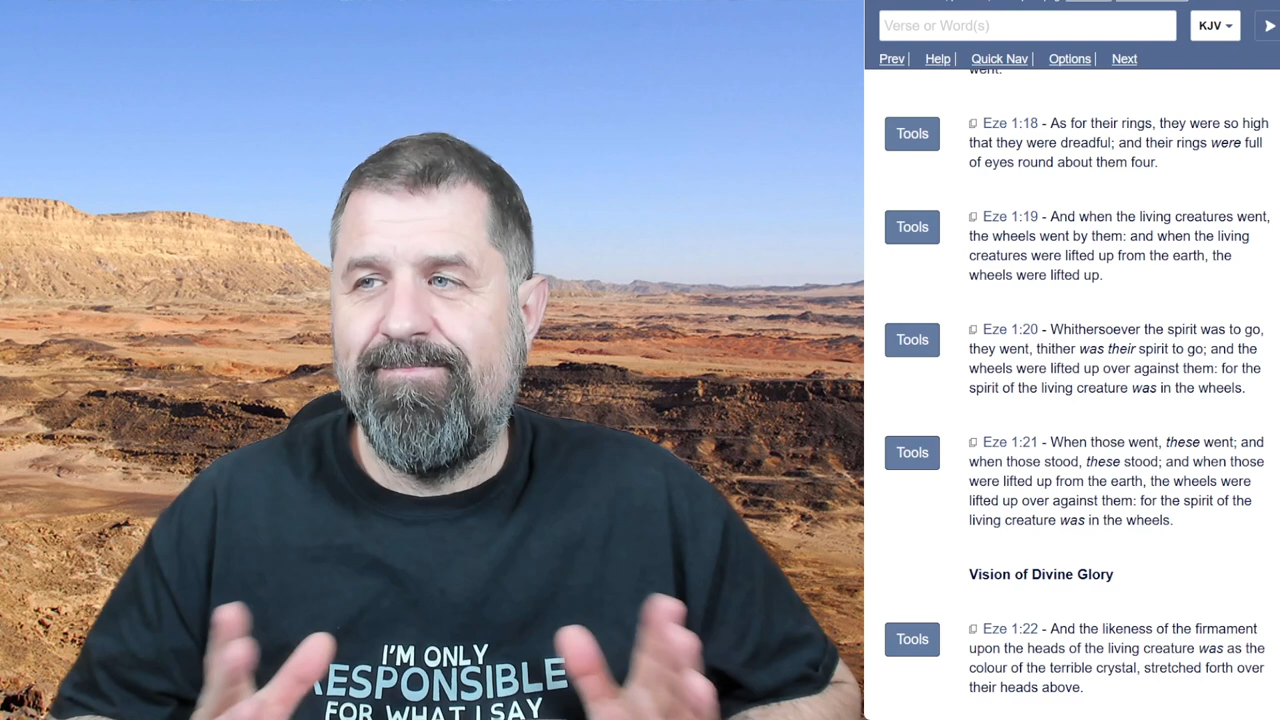 Verse or Word(s)
KJV
Prev | Help | Quick Nav | Options | Next
went.
Tools
Eze 1:18 - As for their rings, they were so high
that they were dreadful; and their rings were full
of eyes round about them four.
Tools
Eze 1:19 - And when the living creatures went,
the wheels went by them: and when the living
creatures were lifted up from the earth, the
wheels were lifted up.
Tools
Eze 1:20 - Whithersoever the spirit was to go,
they went, thither was their spirit to go; and the
wheels were lifted up over against them: for the
spirit of the living creature was in the wheels.
Tools
Eze 1:21 - When those went, these went; and
when those stood, these stood; and when those
were lifted up from the earth, the wheels were
lifted up over against them: for the spirit of the
living creature was in the wheels.
Vision of Divine Glory
Tools
Eze 1:22 - And the likeness of the firmament
upon the heads of the living creature was as the
colour of the terrible crystal, stretched forth over
their heads above.
I'M ONLY
RESPONSIBLE
FOR WHAT I SAY